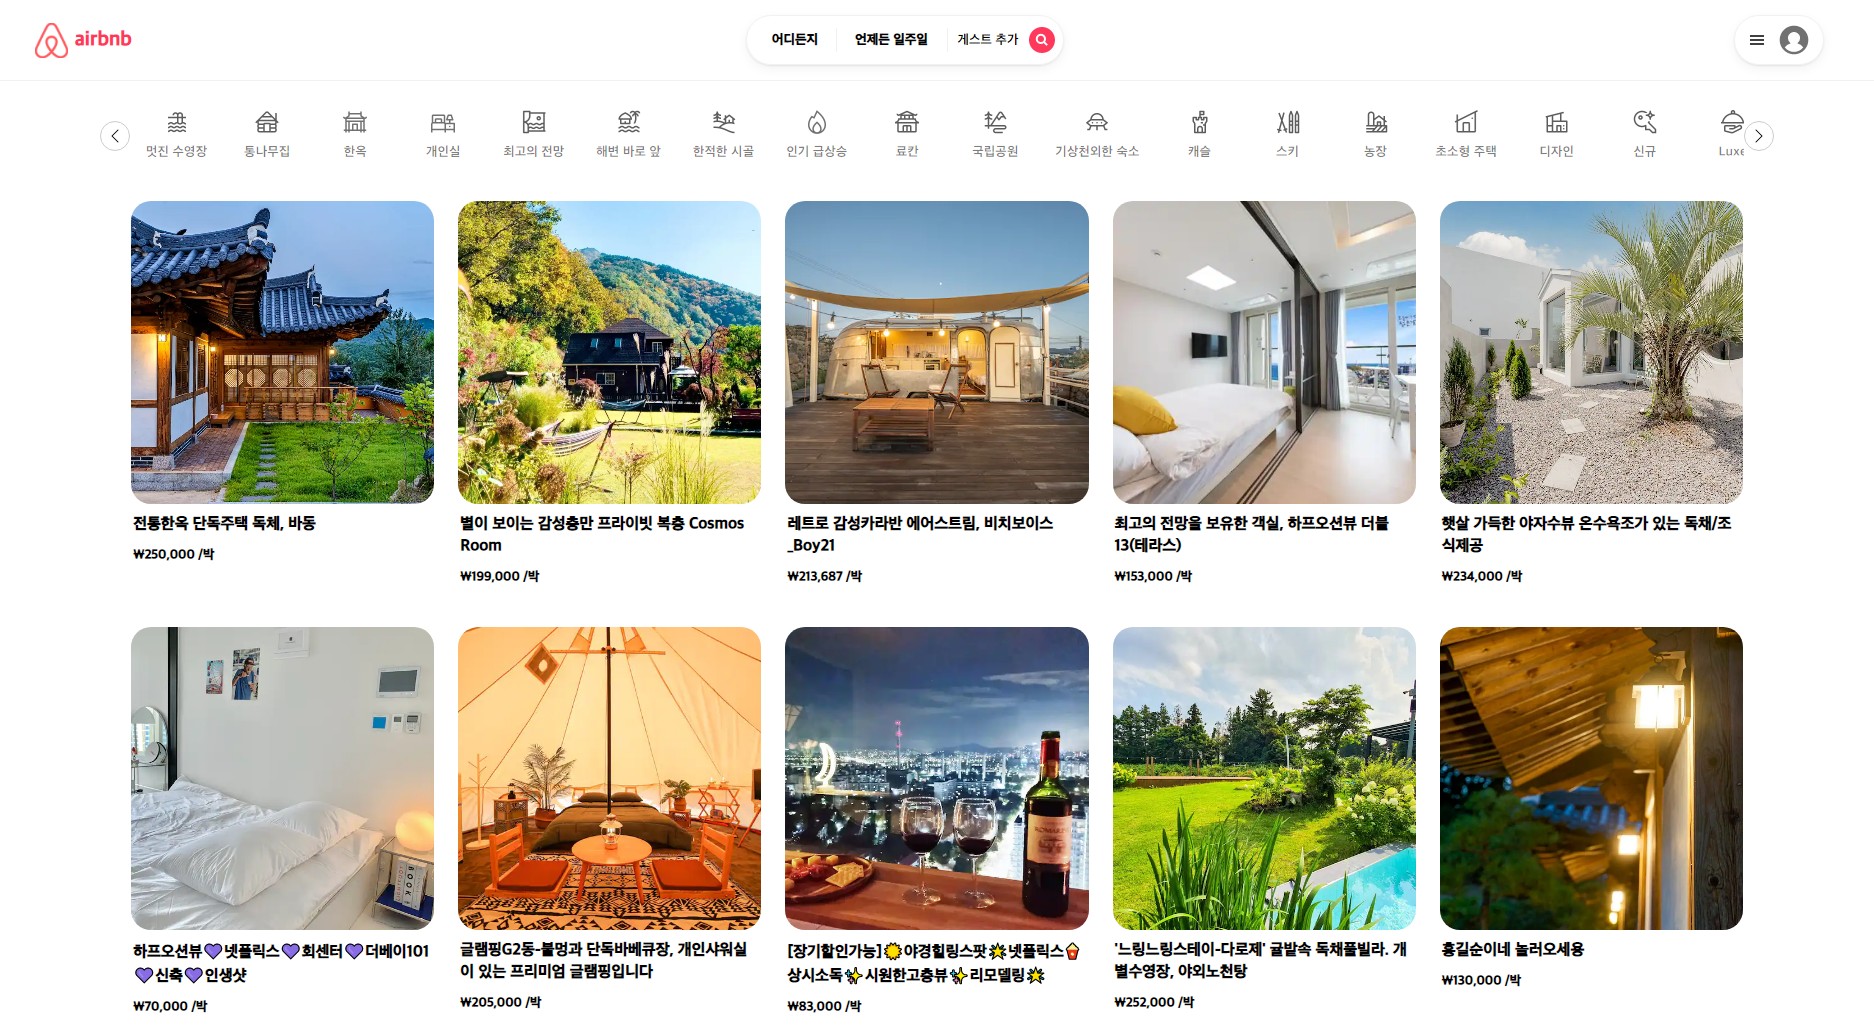 airbnb
어디든지 언제든 일주일 게스트 추가
멋진 수영장 통나무집 한옥 개인실 최고의 전망 해변 바로 앞 한적한 시골 인기 급상승 료칸 국립공원 기상천외한 숙소 캐슬 스키 농장 초소형 주택 디자인 신규 Luxe
전통한옥 단독주택 독체, 바동
₩250,000 /박
별이 보이는 감성충만 프라이빗 복층 Cosmos
Room
₩199,000 /박
레트로 감성카라반 에어스트림, 비치보이스
_Boy21
₩213,687 /박
최고의 전망을 보유한 객실, 하프오션뷰 더블
13(테라스)
₩153,000 /박
햇살 가득한 야자수뷰 온수욕조가 있는 독채/조
식제공
₩234,000 /박
하프오션뷰💜넷플릭스💜희센터💜더베이101
💜신축💜인생샷
₩70,000 /박
글램핑G2동-불멍과 단독바베큐장, 개인샤워실
이 있는 프리미엄 글램핑입니다
₩205,000 /박
[장기할인가능]🌟야경힐링스팟🌟넷플릭스🍿
상시소독✨시원한고층뷰✨리모델링🌟
₩83,000 /박
'느링느링스테이-다로제' 귤밭속 독채풀빌라. 개
별수영장, 야외노천탕
₩252,000 /박
홍길순이네 놀러오세용
₩130,000 /박